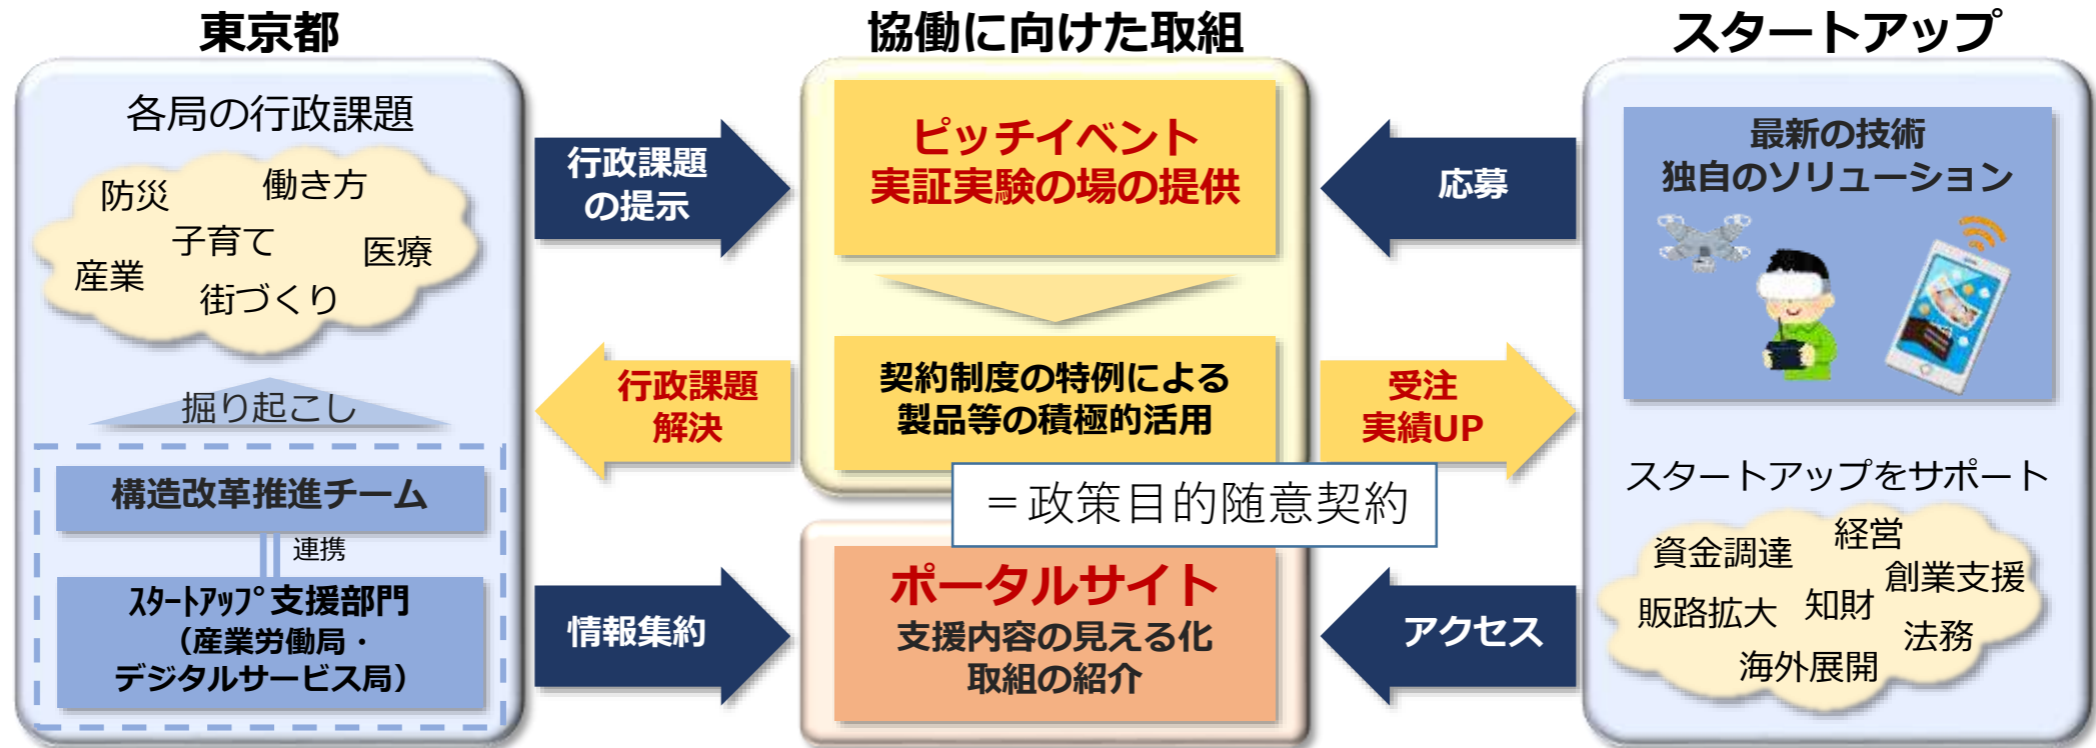 東京都
各局の行政課題
防災
働き方
子育て
産業
医療
街づくり
掘り起こし
構造改革推進チーム
連携
ｽﾀｰﾄｱｯﾌﾟ支援部門
（産業労働局・
デジタルサービス局）
行政課題
の提示
行政課題
解決
情報集約
協働に向けた取組
ピッチイベント
実証実験の場の提供
契約制度の特例による
製品等の積極的活用
＝政策目的随意契約
ポータルサイト
支援内容の見える化
取組の紹介
応募
受注
実績UP
アクセス
スタートアップ
最新の技術
独自のソリューション
スタートアップをサポート
資金調達
経営
創業支援
販路拡大
知財
法務
海外展開